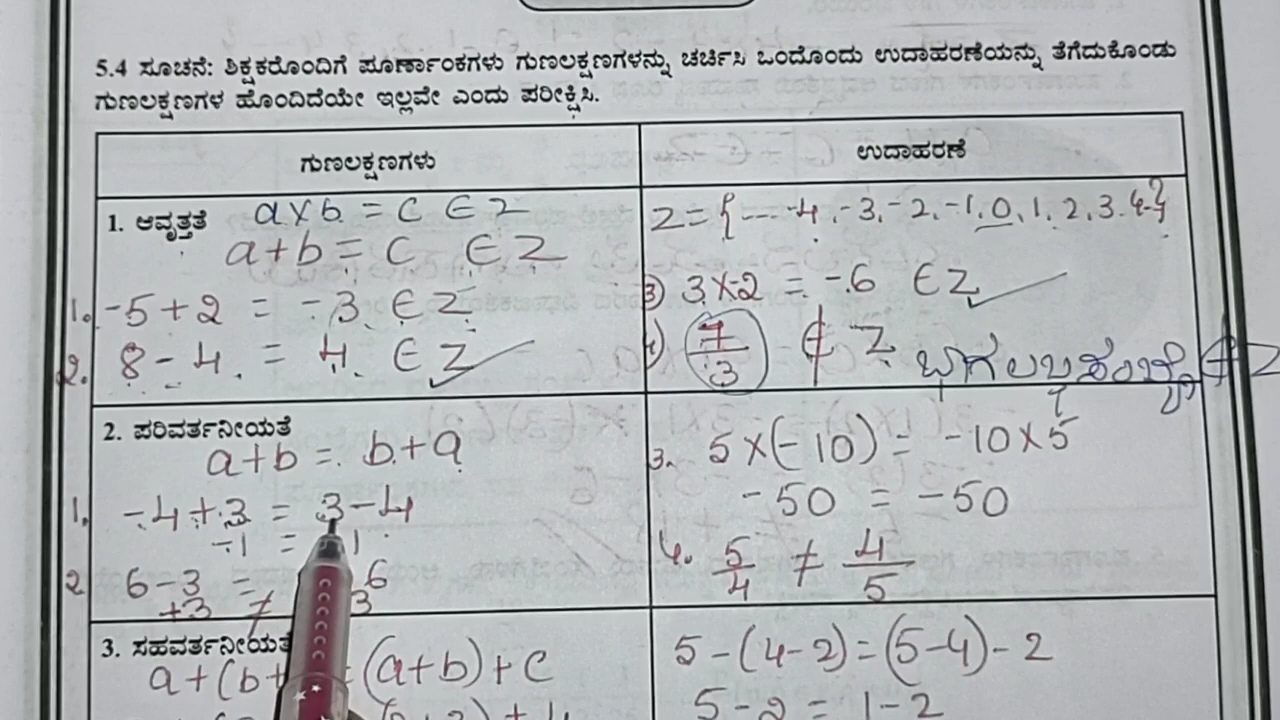 5.4 ಸೂಚನೆ: ಶಿಕ್ಷಕರೊಂದಿಗೆ ಪೂರ್ಣಾಂಕಗಳು ಗುಣಲಕ್ಷಣಗಳನ್ನು ಚರ್ಚಿಸಿ ಒಂದೊಂದು ಉದಾಹರಣೆಯನ್ನು ತೆಗೆದುಕೊಂಡು
ಗುಣಲಕ್ಷಣಗಳ ಹೊಂದಿದೆಯೇ ಇಲ್ಲವೇ ಎಂದು ಪರೀಕ್ಷಿಸಿ.
ಗುಣಲಕ್ಷಣಗಳು
1. ಆವೃತ್ತತೆ a×b = c ∈ Z
a+b = c ∈ Z
1. -5+2 = -3 ∈ Z
2. 8-4 = 4 ∈ Z
2. ಪರಿವರ್ತನೀಯತೆ
a+b = b+a
1. -4+3 = 3-4
-1 = 1
2 6-3 = 6
+3 ≠ 3
3. ಸಹವರ್ತನೀಯತೆ
a+(b+ (a+b)+c
ಉದಾಹರಣೆ
Z={---4,-3,-2,-1,0,1,2,3,4-}
3) 3×-2 = -6 ∈ Z
4) 7/3 ∉ Z ಭಾಗಲಬ್ಧ ∉ Z
3. 5×(-10) = -10×5
-50 = -50
4. 5/4 ≠ 4/5
5-(4-2)=(5-4)-2
5-2 = 1-2